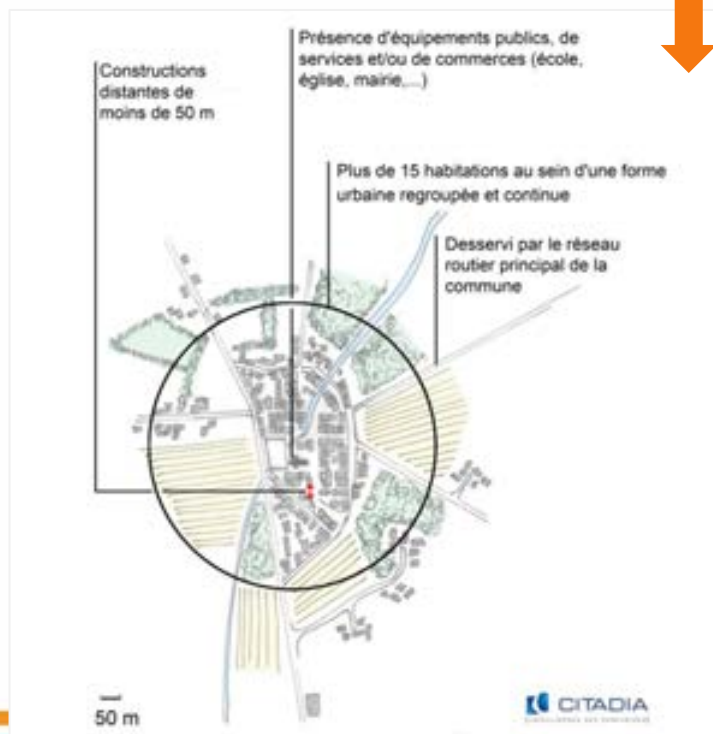 Présence d'équipements publics, de
services et/ou de commerces (école,
église, mairie,...)
Constructions
distantes de
moins de 50 m
Plus de 15 habitations au sein d'une forme
urbaine regroupée et continue
Desservi par le réseau
routier principal de la
commune
50 m
CITADIA